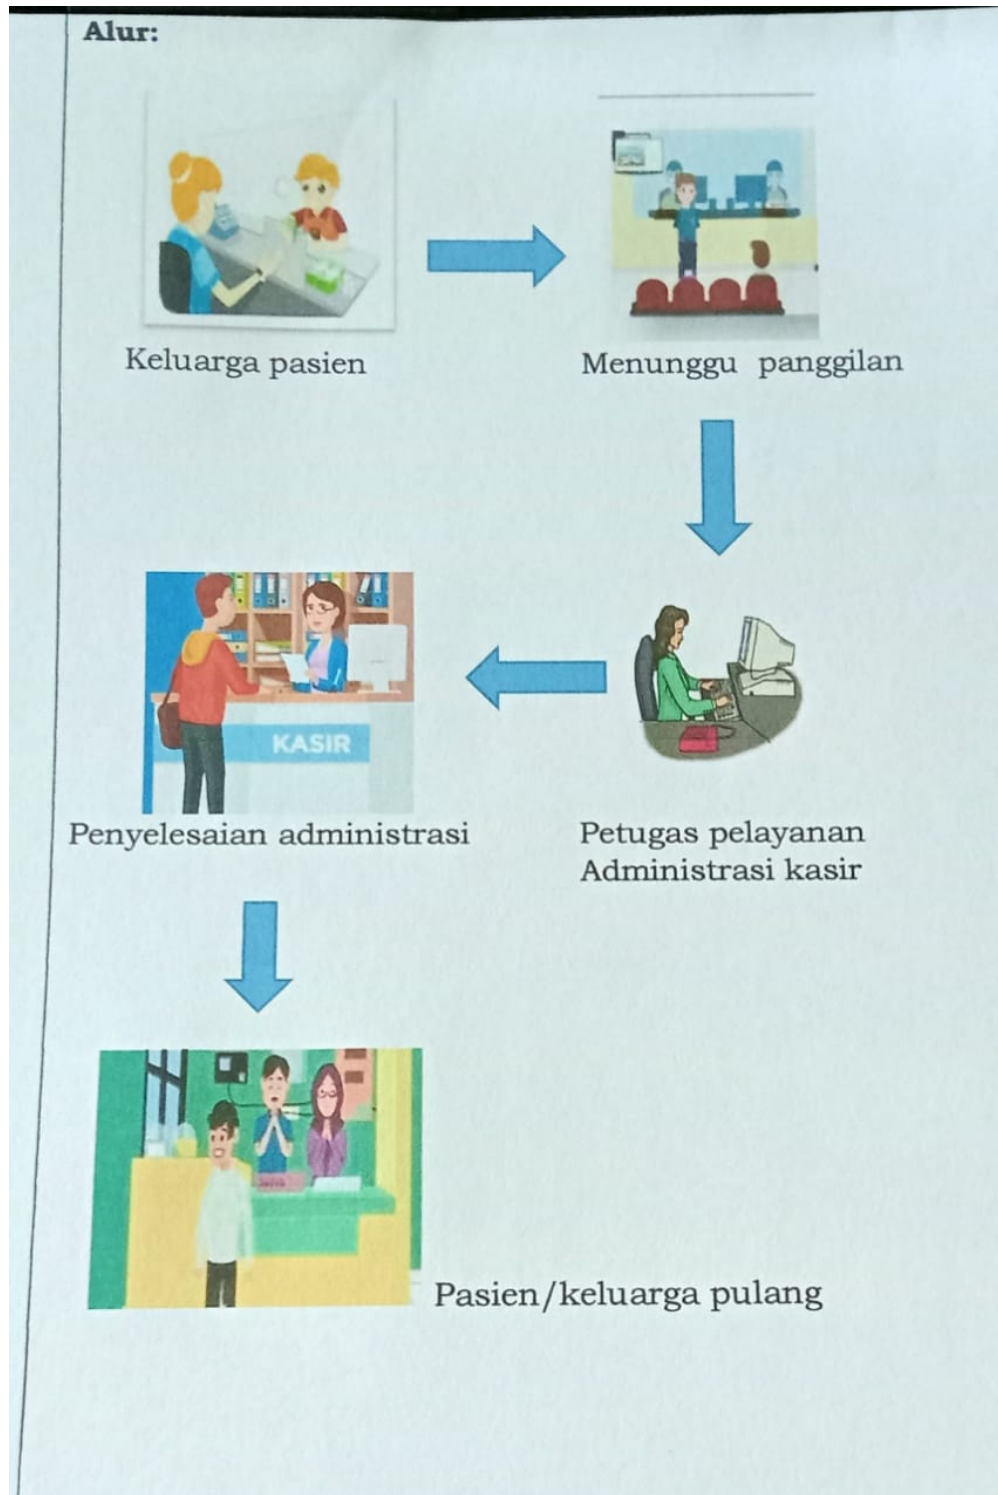 Alur:
Keluarga pasien
Menunggu panggilan
KASIR
Penyelesaian administrasi
Petugas pelayanan
Administrasi kasir
Pasien/keluarga pulang